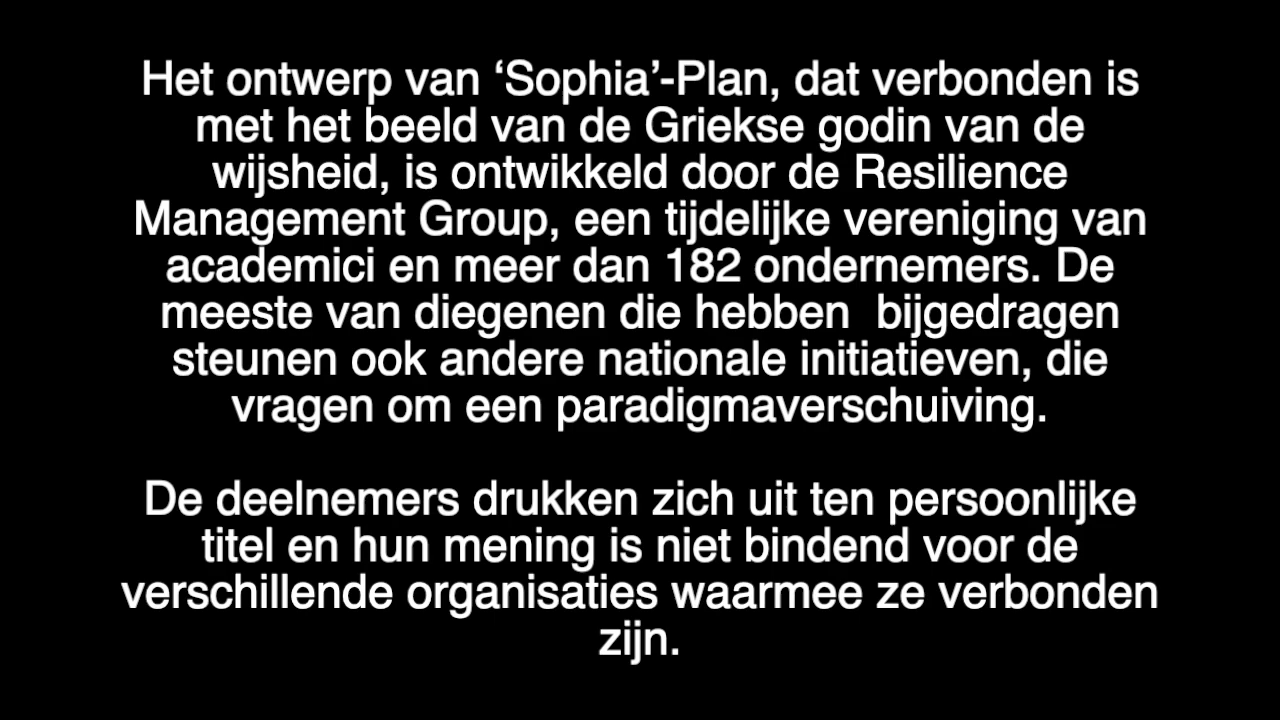 Het ontwerp van ‘Sophia’-Plan, dat verbonden is
met het beeld van de Griekse godin van de
wijsheid, is ontwikkeld door de Resilience
Management Group, een tijdelijke vereniging van
academici en meer dan 182 ondernemers. De
meeste van diegenen die hebben  bijgedragen
steunen ook andere nationale initiatieven, die
vragen om een paradigmaverschuiving.
De deelnemers drukken zich uit ten persoonlijke
titel en hun mening is niet bindend voor de
verschillende organisaties waarmee ze verbonden
zijn.